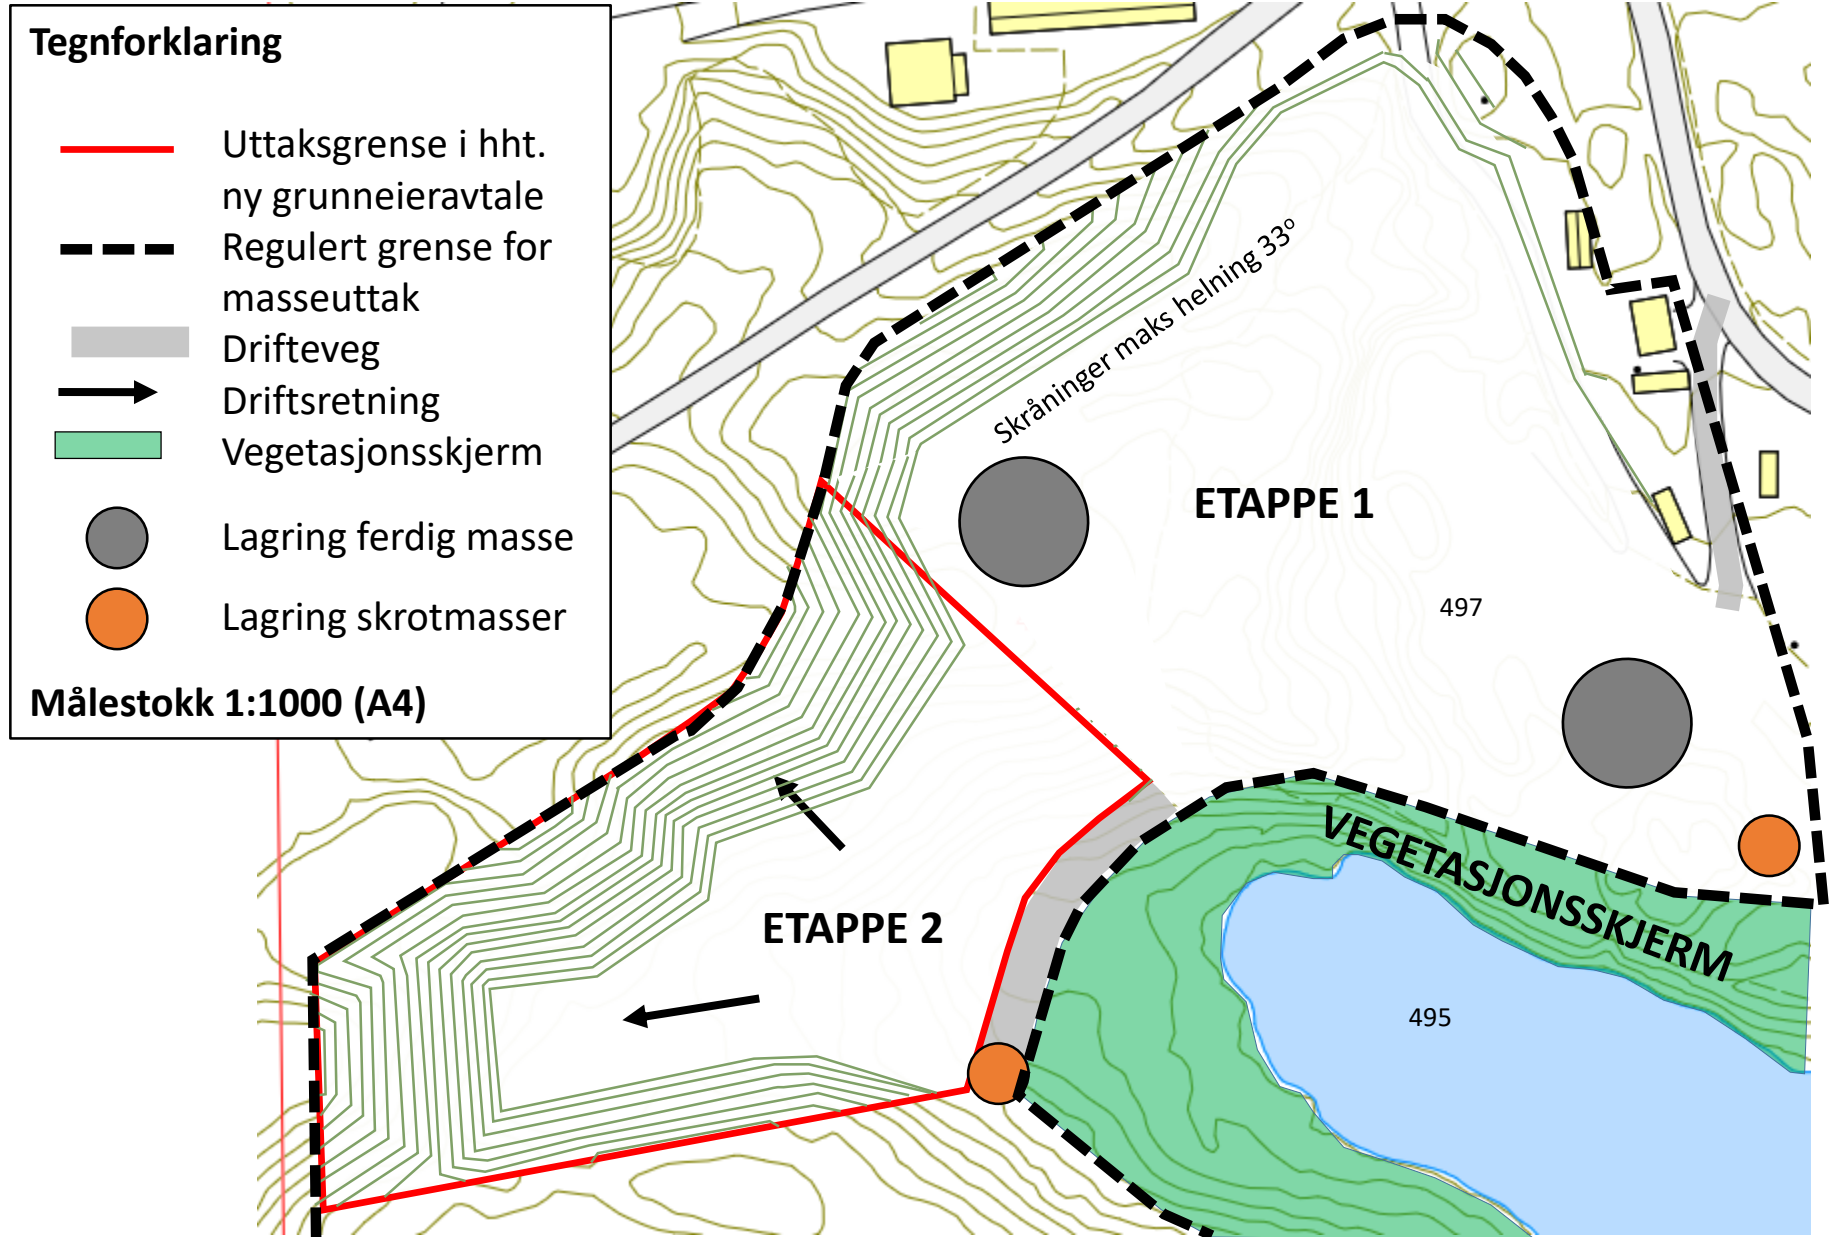 Tegnforklaring
Uttaksgrense i hht.
ny grunneieravtale
Regulert grense for
masseuttak
Drifteveg
Driftsretning
Vegetasjonsskjerm
Lagring ferdig masse
Lagring skrotmasser
Målestokk 1:1000 (A4)
Skråninger maks helning 33º
ETAPPE 1
497
VEGETASJONSSKJERM
ETAPPE 2
495